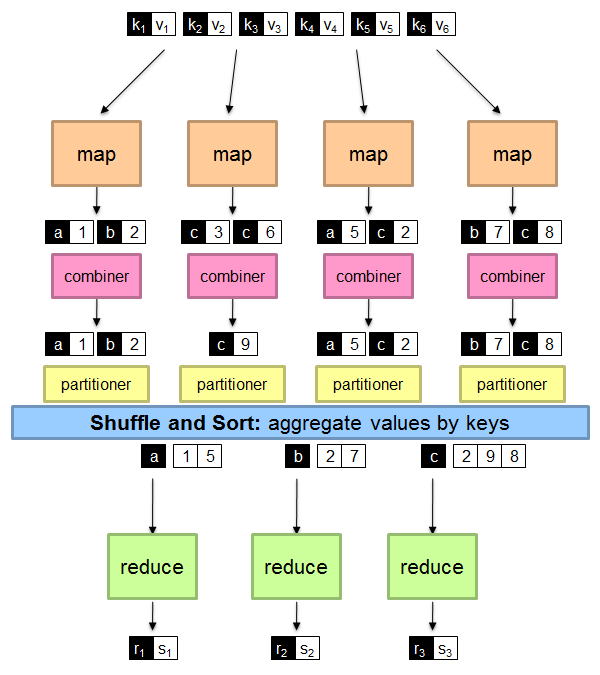 k1 v1 k2 v2 k3 v3 k4 v4 k5 v5 k6 v6
map map map map
a 1 b 2 c 3 c 6 a 5 c 2 b 7 c 8
combiner combiner combiner combiner
a 1 b 2 c 9 a 5 c 2 b 7 c 8
partitioner partitioner partitioner partitioner
Shuffle and Sort: aggregate values by keys
a 1 5 b 2 7 c 2 9 8
reduce reduce reduce
r1 s1 r2 s2 r3 s3